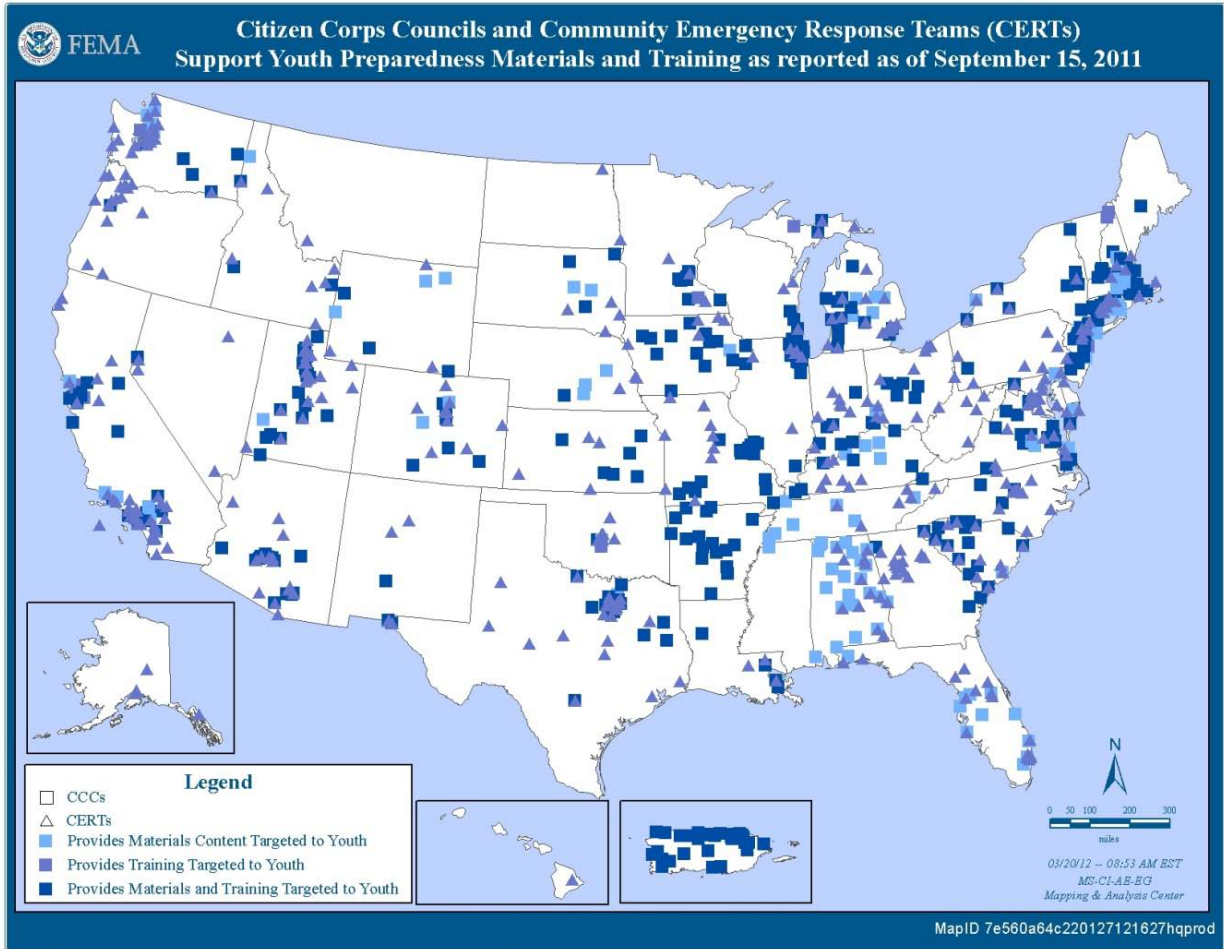 FEMA
Citizen Corps Councils and Community Emergency Response Teams (CERTs)
Support Youth Preparedness Materials and Training as reported as of September 15, 2011
Legend
CCCs
CERTs
Provides Materials Content Targeted to Youth
Provides Training Targeted to Youth
Provides Materials and Training Targeted to Youth
N
0 50 100 200 300
miles
03/20/12 -- 08:53 AM EST
MS-CI-AE-EG
Mapping & Analysis Center
MapID 7e560a64c220127121627hqprod